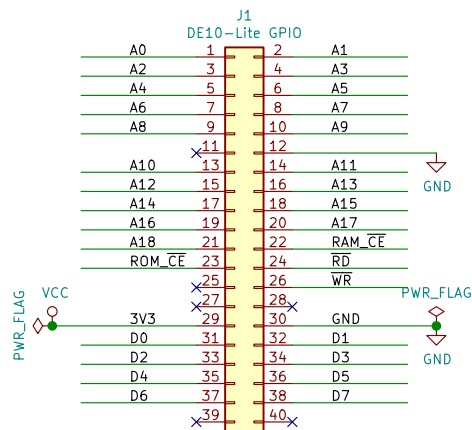 J1
DE10-Lite GPIO
A0 1 2 A1
A2 3 4 A3
A4 5 6 A5
A6 7 8 A7
A8 9 10 A9
11 12
A10 13 14 A11
GND
A12 15 16 A13
A14 17 18 A15
A16 19 20 A17
A18 21 22 RAM_C̅E̅
ROM_C̅E̅ 23 24 R̅D̅
25 26 W̅R̅
VCC 27 28 PWR_FLAG
PWR_FLAG 3V3 29 30 GND
D0 31 32 D1
GND
D2 33 34 D3
D4 35 36 D5
D6 37 38 D7
39 40